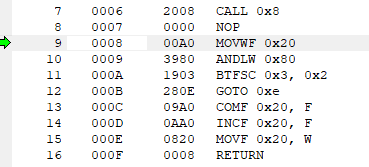 7 0006 2008 CALL 0x8
8 0007 0000 NOP
9 0008 00A0 MOVWF 0x20
10 0009 3980 ANDLW 0x80
11 000A 1903 BTFSC 0x3, 0x2
12 000B 280E GOTO 0xe
13 000C 09A0 COMF 0x20, F
14 000D 0AA0 INCF 0x20, F
15 000E 0820 MOVF 0x20, W
16 000F 0008 RETURN